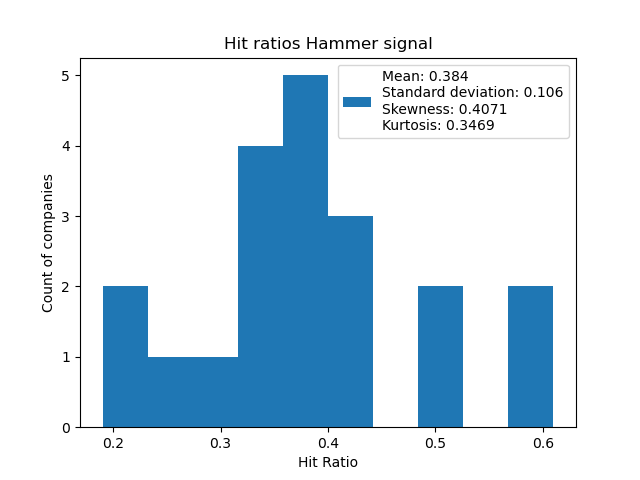 Hit ratios Hammer signal
Mean: 0.384
Standard deviation: 0.106
Skewness: 0.4071
Kurtosis: 0.3469
Count of companies
5
4
3
2
1
0
0.2 0.3 0.4 0.5 0.6
Hit Ratio